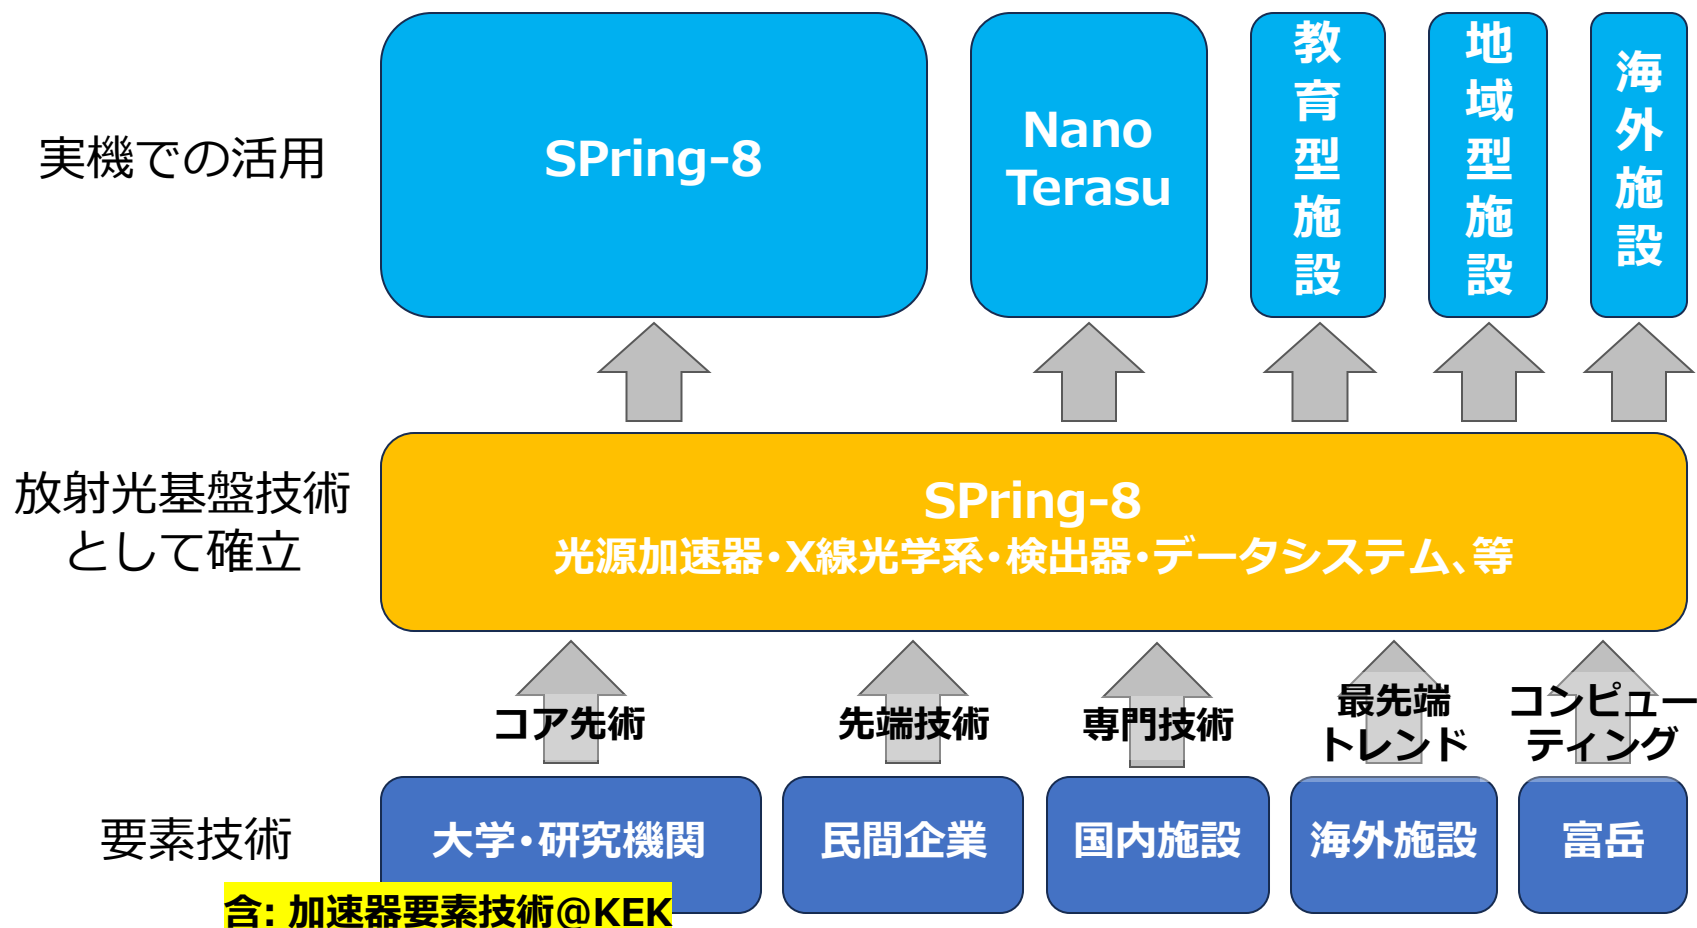 実機での活用
SPring-8
Nano
Terasu
教育型施設
地域型施設
海外施設
放射光基盤技術
として確立
SPring-8
光源加速器・X線光学系・検出器・データシステム、等
コア先術
先端技術
専門技術
最先端
トレンド
コンピュー
ティング
要素技術
大学・研究機関
民間企業
国内施設
海外施設
富岳
含: 加速器要素技術@KEK